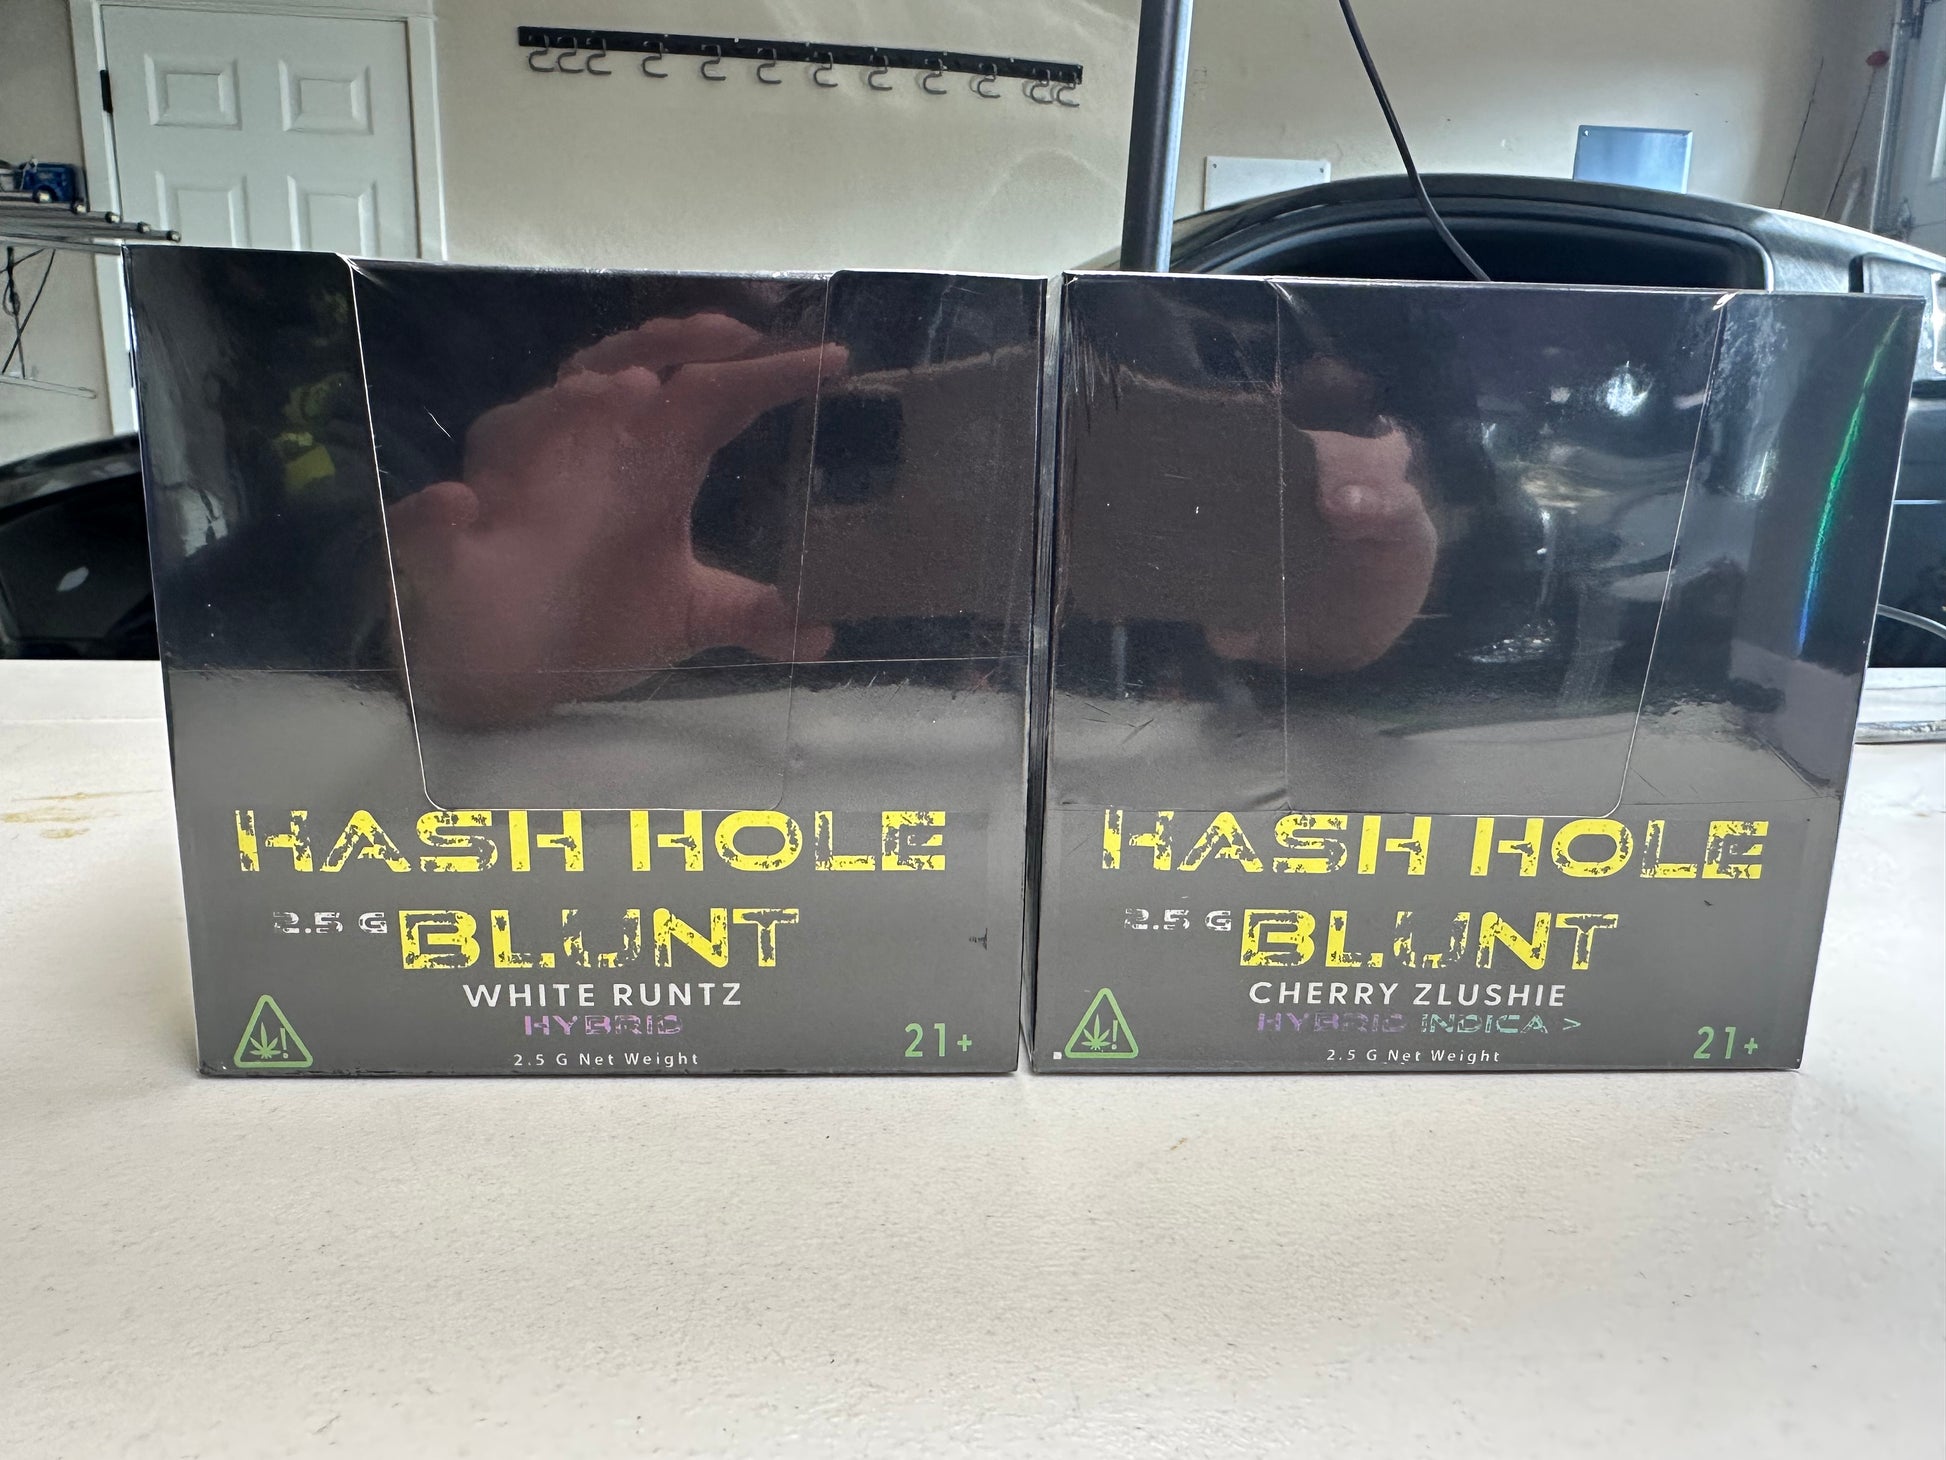 HASH HOLE
2.5 G BLUNT
WHITE RUNTZ
HYBRID
2.5 G Net Weight
!
21+
HASH HOLE
2.5 G BLUNT
CHERRY ZLUSHIE
HYBRID INDICA >
2.5 G Net Weight
!
21+